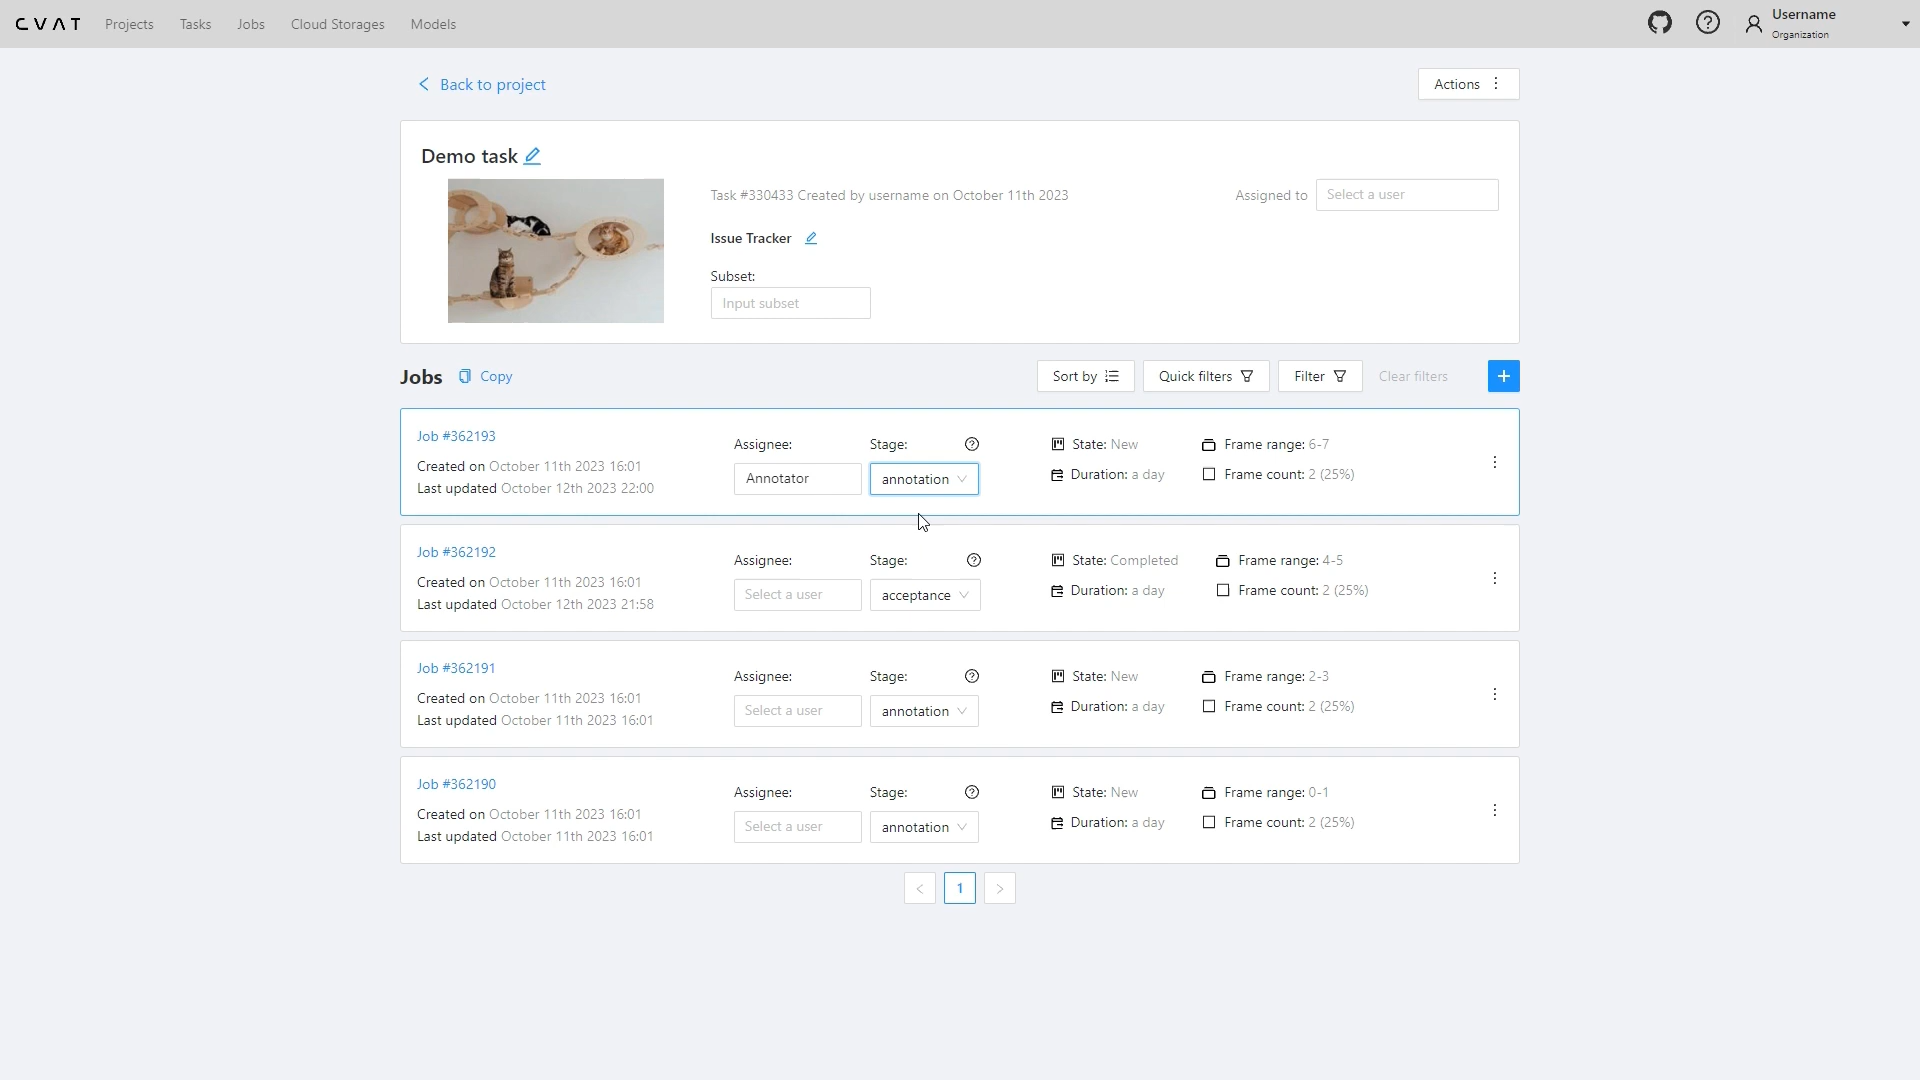 CVAT Projects Tasks Jobs Cloud Storages Models Username
Organization
Back to project Actions
Demo task
Task #330433 Created by username on October 11th 2023 Assigned to Select a user
Issue Tracker
Subset:
Input subset
Jobs Copy Sort by Quick filters Filter Clear filters +
Job #362193
Assignee: Stage: State: New Frame range: 6-7
Created on October 11th 2023 16:01
Annotator annotation Duration: a day Frame count: 2 (25%)
Last updated October 12th 2023 22:00
Job #362192
Assignee: Stage: State: Completed Frame range: 4-5
Created on October 11th 2023 16:01
Select a user acceptance Duration: a day Frame count: 2 (25%)
Last updated October 12th 2023 21:58
Job #362191
Assignee: Stage: State: New Frame range: 2-3
Created on October 11th 2023 16:01
Select a user annotation Duration: a day Frame count: 2 (25%)
Last updated October 11th 2023 16:01
Job #362190
Assignee: Stage: State: New Frame range: 0-1
Created on October 11th 2023 16:01
Select a user annotation Duration: a day Frame count: 2 (25%)
Last updated October 11th 2023 16:01
< 1 >